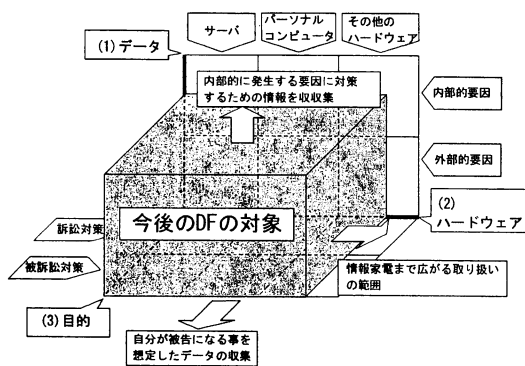 サーバ
パーソナル
コンピュータ
その他の
ハードウェア
(1) データ
内部的に発生する要因に対策
するための情報を収収集
内部的要因
外部的要因
(2)
ハードウェア
今後のDFの対象
訴訟対策
被訴訟対策
情報家電まで広がる取り扱い
の範囲
(3) 目的
自分が被告になる事を
想定したデータの収集